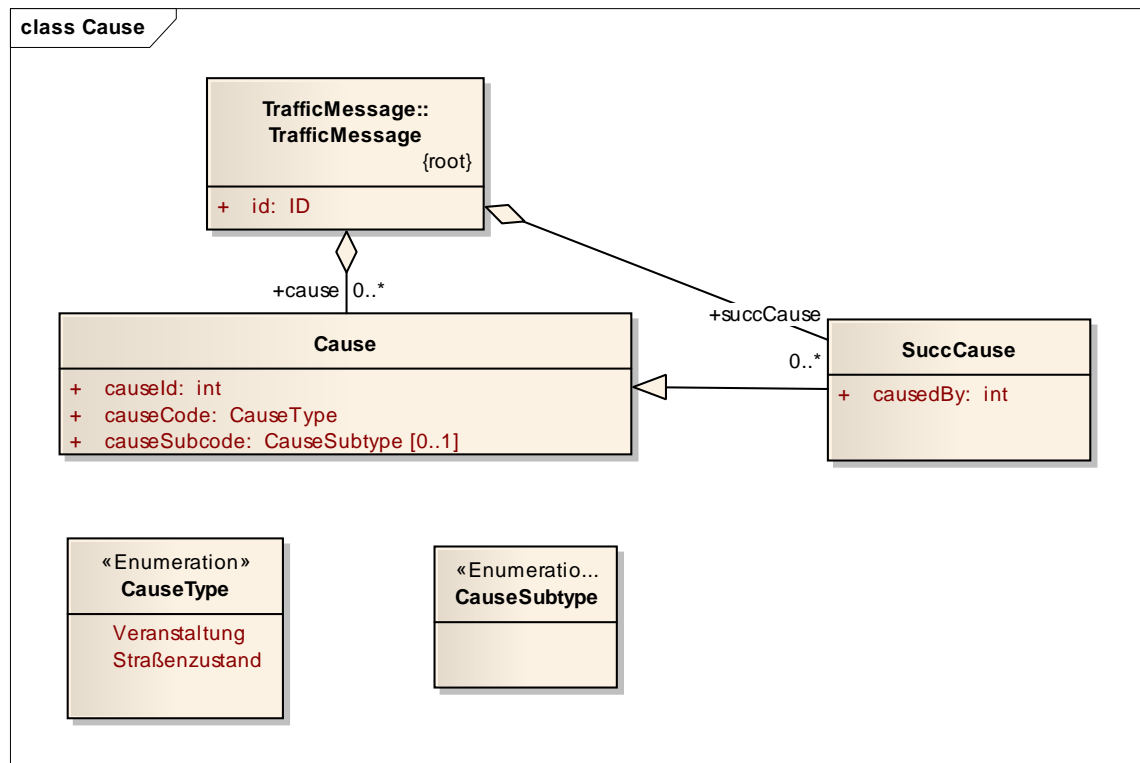 class Cause
TrafficMessage::
TrafficMessage
{root}
+ id: ID
+cause 0..*
+succCause
0..*
Cause
+ causeId: int
+ causeCode: CauseType
+ causeSubcode: CauseSubtype [0..1]
SuccCause
+ causedBy: int
«Enumeration»
CauseType
Veranstaltung
Straßenzustand
«Enumeratio...
CauseSubtype